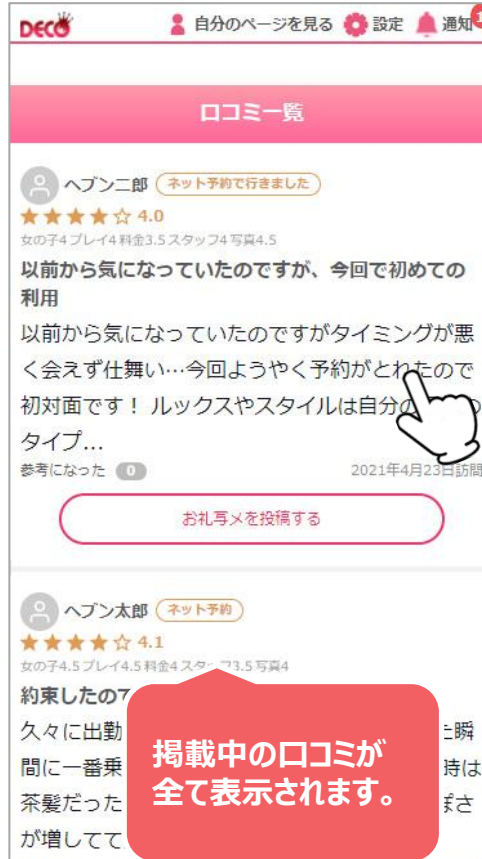 DECO 自分のページを見る 設定 通知 1
口コミ一覧
ヘブン二郎 ネット予約で行きました
★★★★☆ 4.0
女の子4 プレイ4 料金3.5 スタッフ4 写真4.5
以前から気になっていたのですが、今回で初めての
利用
以前から気になっていたのですがタイミングが悪
く会えず仕舞い…今回ようやく予約がとれたので
初対面です！ ルックスやスタイルは自分の
タイプ...
参考になった 0 2021年4月23日訪問
お礼写メを投稿する
ヘブン太郎 ネット予約
★★★★☆ 4.1
女の子4.5 プレイ4.5 料金4 スタッフ3.5 写真4
約束したの
久々に出勤 瞬
間に一番乗 時は
茶髪だった ぽさ
が増してて
掲載中の口コミが
全て表示されます。